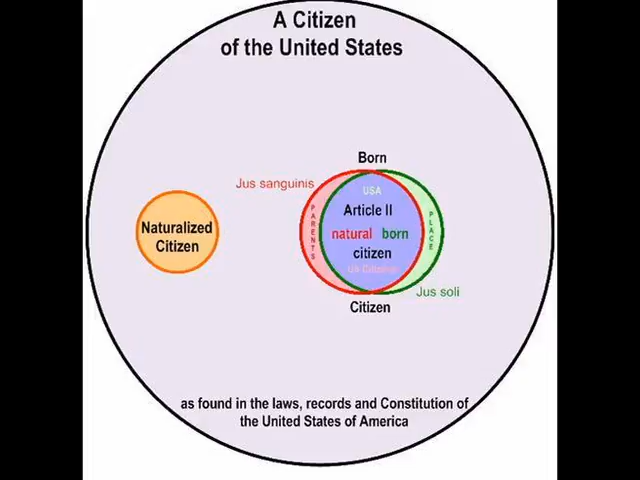 A Citizen
of the United States
Born
Jus sanguinis
USA
Article II
natural born
citizen
US Citizens
PARENTS
PLACE
Naturalized
Citizen
Jus soli
Citizen
as found in the laws, records and Constitution of
the United States of America